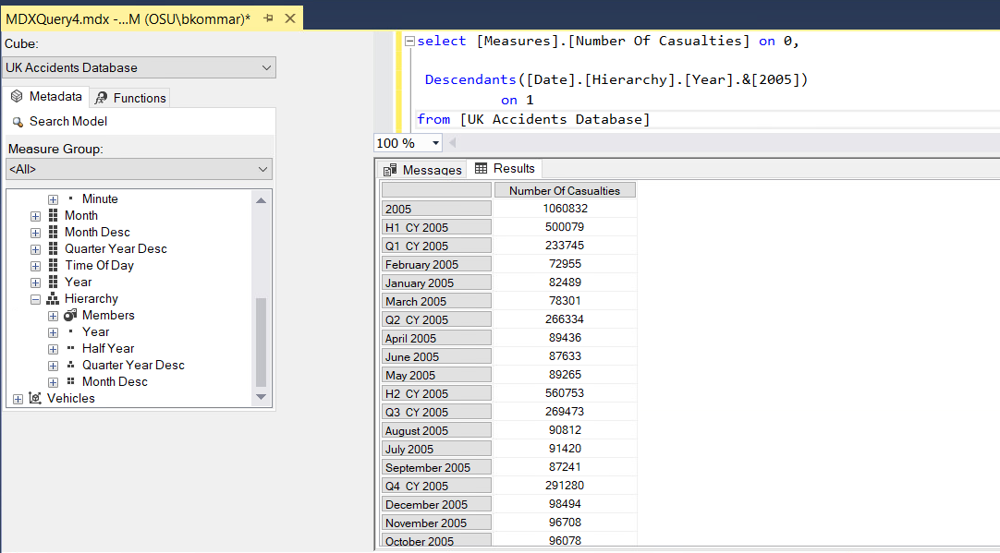 MDXQuery4.mdx -...M (OSU\bkommar)*
Cube:
UK Accidents Database
Metadata
Functions
Search Model
Measure Group:
<All>
Minute
Month
Month Desc
Quarter Year Desc
Time Of Day
Year
Hierarchy
Members
Year
Half Year
Quarter Year Desc
Month Desc
Vehicles
select [Measures].[Number Of Casualties] on 0,
Descendants([Date].[Hierarchy].[Year].&[2005])
on 1
from [UK Accidents Database]
100 %
Messages
Results
Number Of Casualties
2005 1060832
H1 CY 2005 500079
Q1 CY 2005 233745
February 2005 72955
January 2005 82489
March 2005 78301
Q2 CY 2005 266334
April 2005 89436
June 2005 87633
May 2005 89265
H2 CY 2005 560753
Q3 CY 2005 269473
August 2005 90812
July 2005 91420
September 2005 87241
Q4 CY 2005 291280
December 2005 98494
November 2005 96708
October 2005 96078